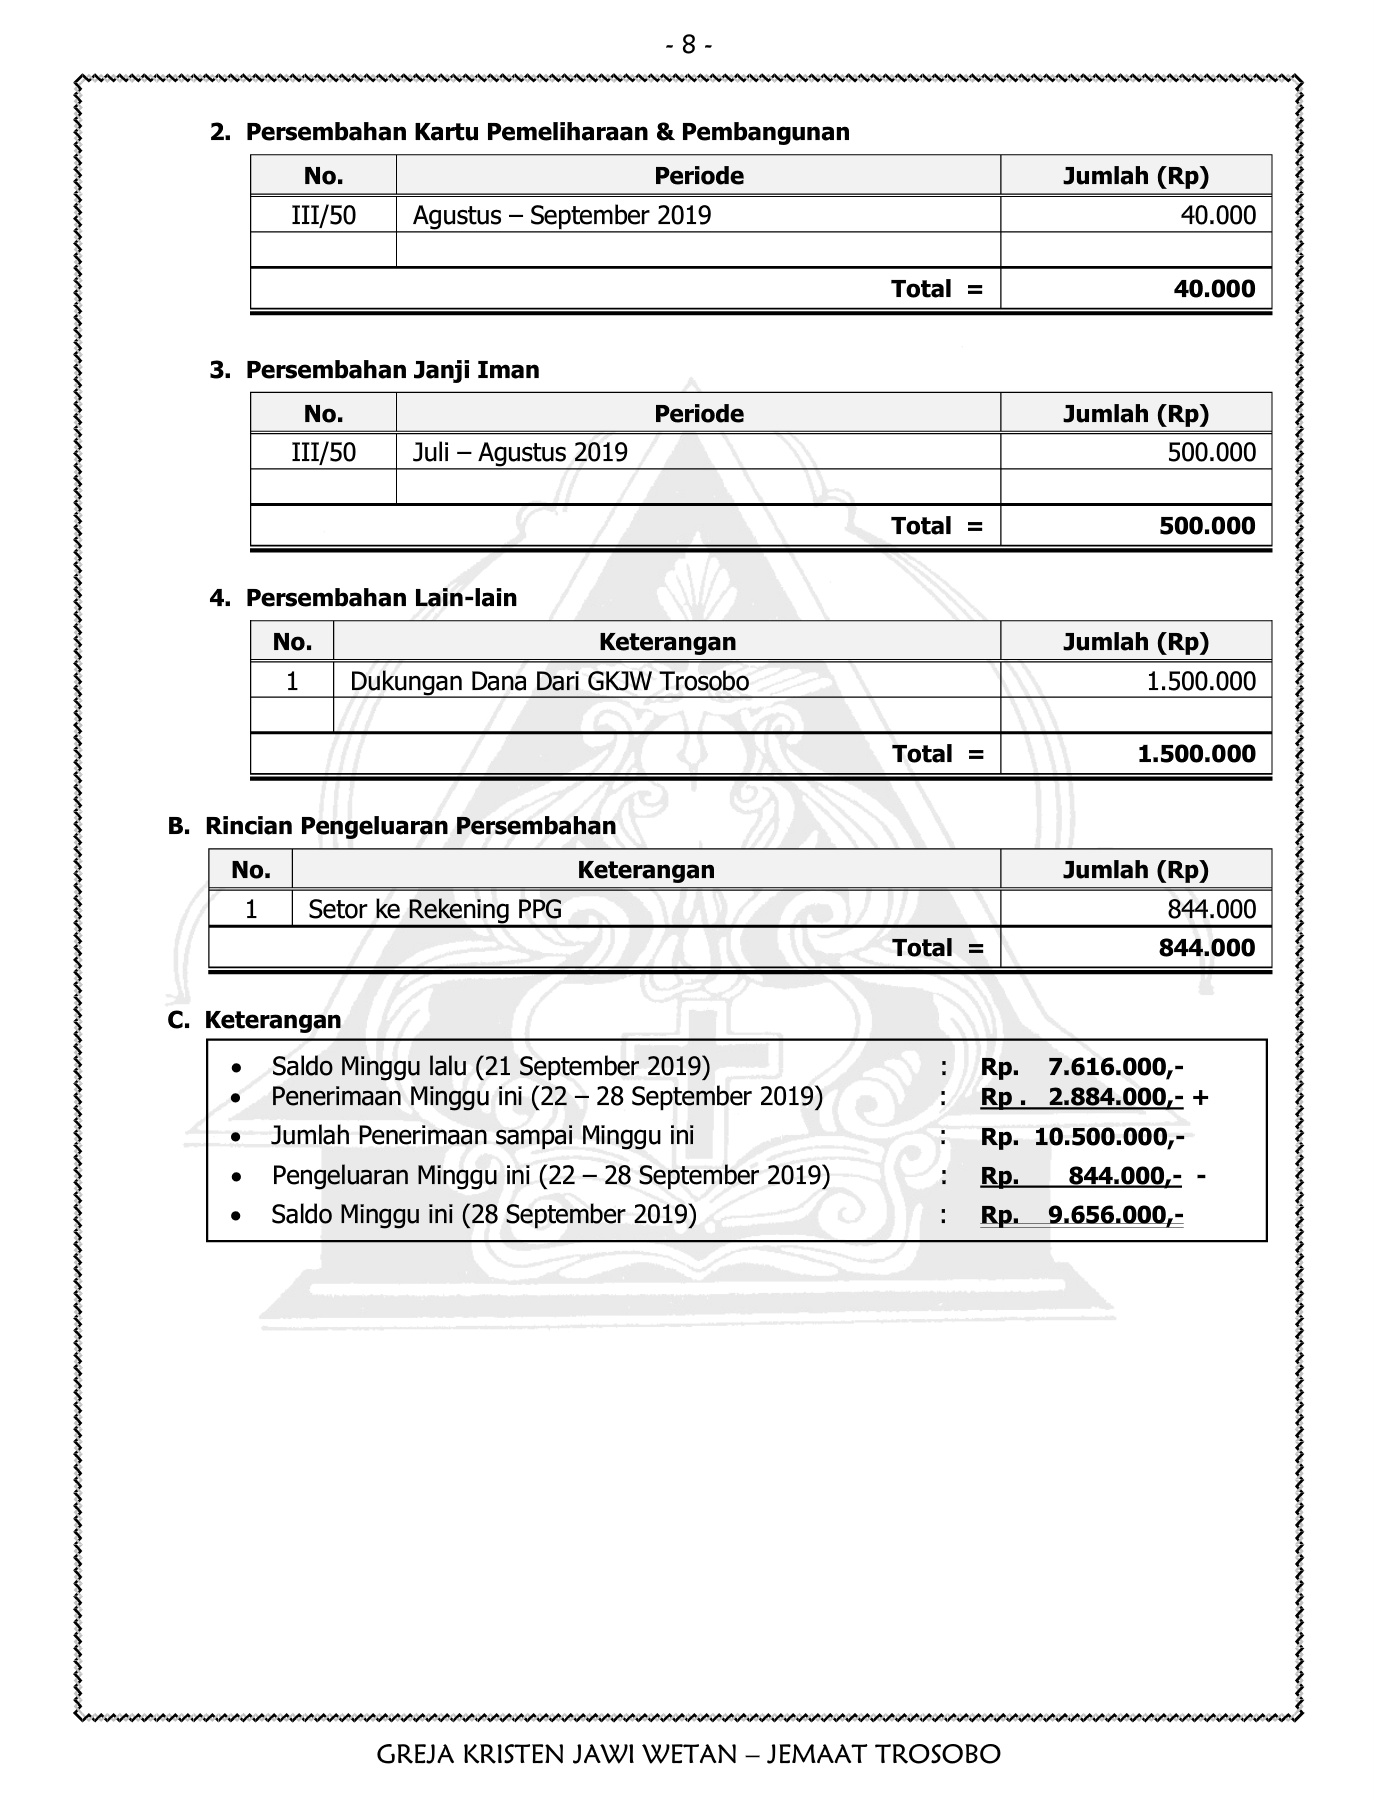 - 8 -
2. Persembahan Kartu Pemeliharaan & Pembangunan
No. Periode Jumlah (Rp)
III/50 Agustus – September 2019 40.000
Total = 40.000
3. Persembahan Janji Iman
No. Periode Jumlah (Rp)
III/50 Juli – Agustus 2019 500.000
Total = 500.000
4. Persembahan Lain-lain
No. Keterangan Jumlah (Rp)
1 Dukungan Dana Dari GKJW Trosobo 1.500.000
Total = 1.500.000
B. Rincian Pengeluaran Persembahan
No. Keterangan Jumlah (Rp)
1 Setor ke Rekening PPG 844.000
Total = 844.000
C. Keterangan
• Saldo Minggu lalu (21 September 2019) : Rp. 7.616.000,-
• Penerimaan Minggu ini (22 – 28 September 2019) : Rp . 2.884.000,- +
• Jumlah Penerimaan sampai Minggu ini : Rp. 10.500.000,-
• Pengeluaran Minggu ini (22 – 28 September 2019) : Rp. 844.000,- -
• Saldo Minggu ini (28 September 2019) : Rp. 9.656.000,-
GREJA KRISTEN JAWI WETAN – JEMAAT TROSOBO